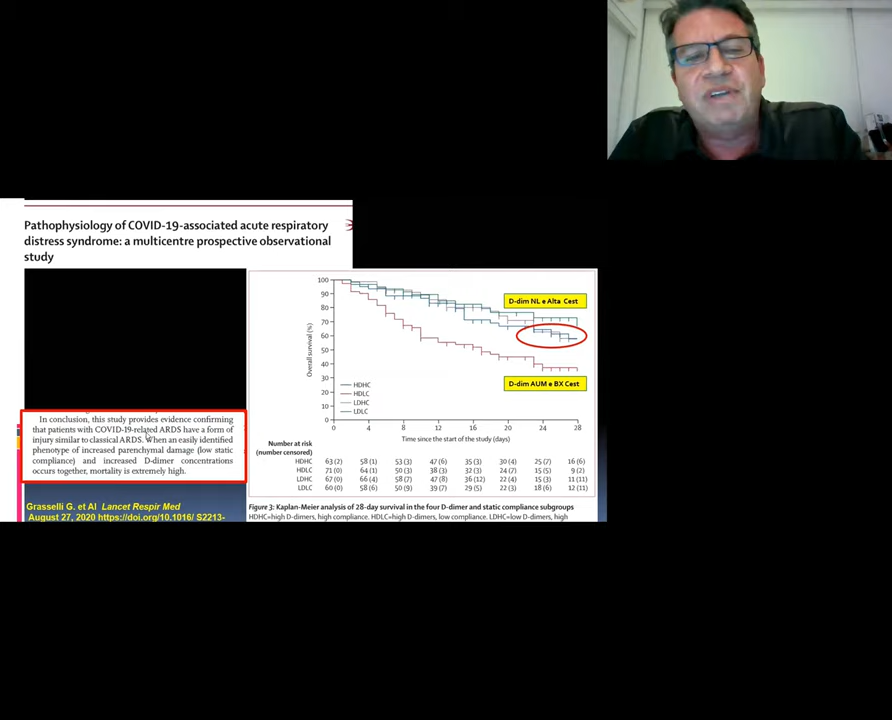 Pathophysiology of COVID-19-associated acute respiratory
distress syndrome: a multicentre prospective observational
study
In conclusion, this study provides evidence confirming
that patients with COVID-19-related ARDS have a form of
injury similar to classical ARDS. When an easily identified
phenotype of increased parenchymal damage (low static
compliance) and increased D-dimer concentrations
occurs together, mortality is extremely high.
Grasselli G. et Al Lancet Respir Med
August 27, 2020 https://doi.org/10.1016/ S2213-
Overall survival (%)
100
90
80
70
60
50
40
30
20
10
0
D-dim NL e Alta Cest
D-dim AUM e BX Cest
HDHC
HDLC
LDHC
LDLC
0 4 8 12 16 20 24 28
Time since the start of the study (days)
Number at risk
(number censored)
HDHC 63 (2) 58 (1) 53 (3) 47 (6) 35 (3) 30 (4) 25 (7) 16 (6)
HDLC 71 (0) 64 (1) 50 (3) 38 (3) 32 (3) 24 (7) 15 (5) 9 (2)
LDHC 67 (0) 66 (4) 58 (7) 47 (8) 36 (12) 22 (4) 15 (3) 11 (11)
LDLC 60 (0) 58 (6) 50 (9) 39 (7) 29 (5) 22 (3) 18 (6) 12 (11)
Figure 3: Kaplan-Meier analysis of 28-day survival in the four D-dimer and static compliance subgroups
HDHC=high D-dimers, high compliance. HDLC=high D-dimers, low compliance. LDHC=low D-dimers, high